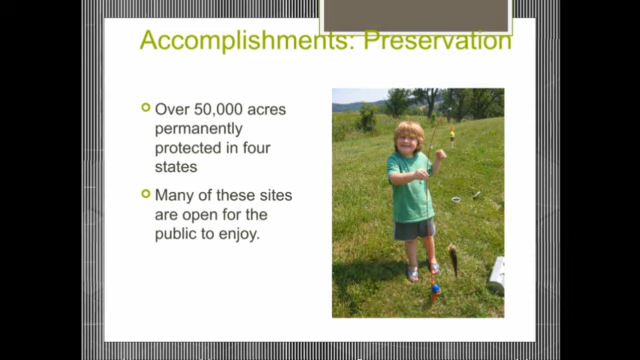 Accomplishments: Preservation
Over 50,000 acres
permanently
protected in four
states
Many of these sites
are open for the
public to enjoy.